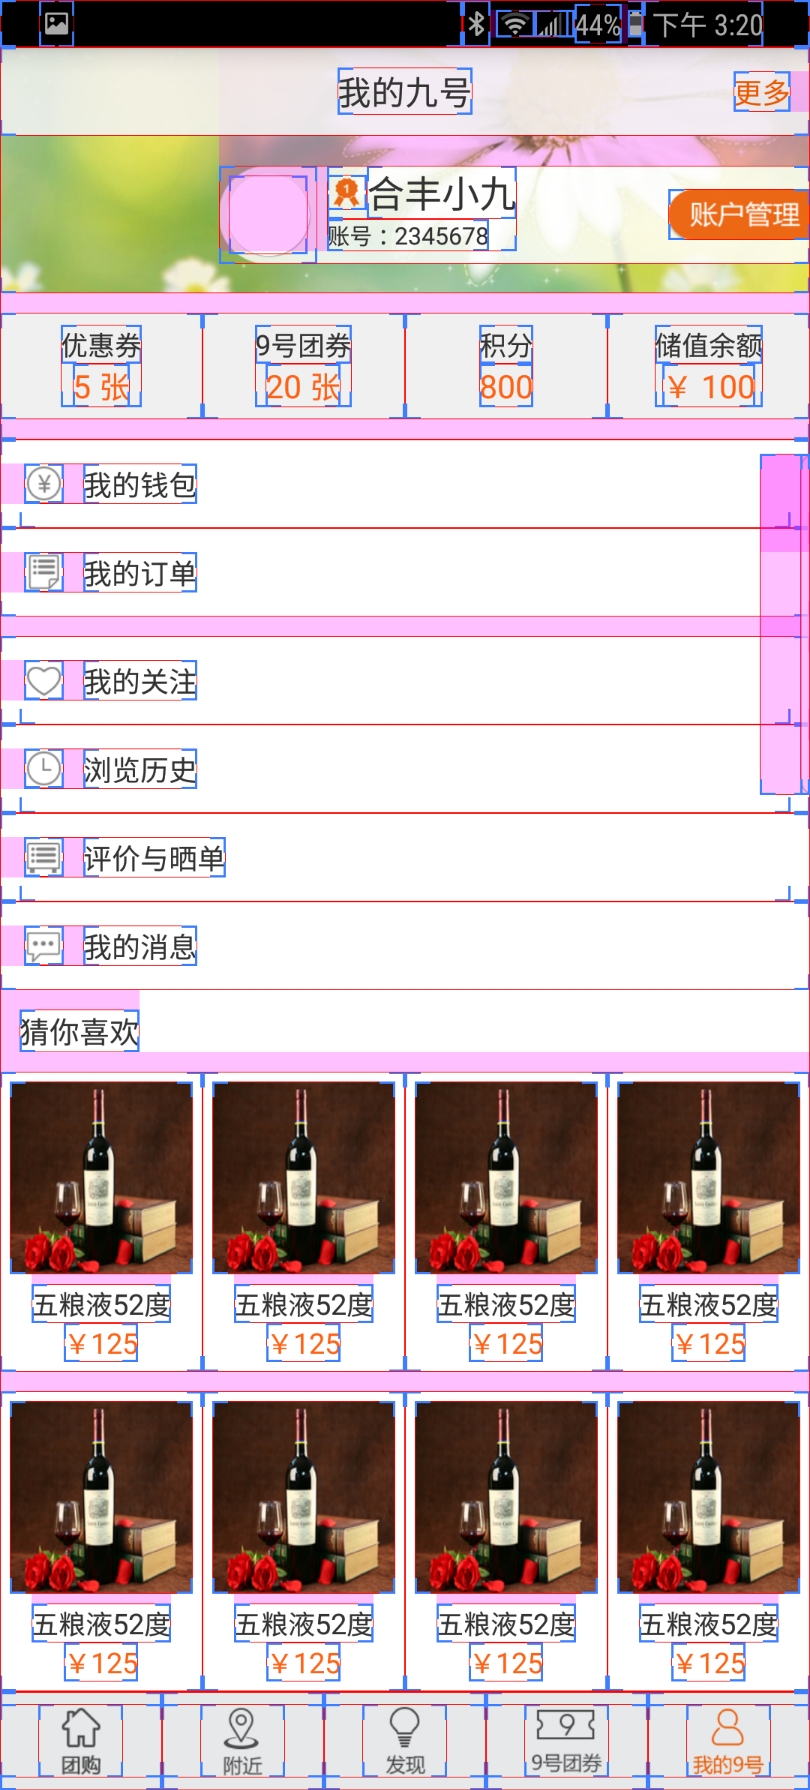 44% 下午 3:20
我的九号 更多
合丰小九
账号：2345678
账户管理
优惠券 9号团券 积分 储值余额
5 张 20 张 800 ￥ 100
我的钱包
我的订单
我的关注
浏览历史
评价与晒单
我的消息
猜你喜欢
五粮液52度 五粮液52度 五粮液52度 五粮液52度
￥125 ￥125 ￥125 ￥125
五粮液52度 五粮液52度 五粮液52度 五粮液52度
￥125 ￥125 ￥125 ￥125
团购 附近 发现 9号团券 我的9号